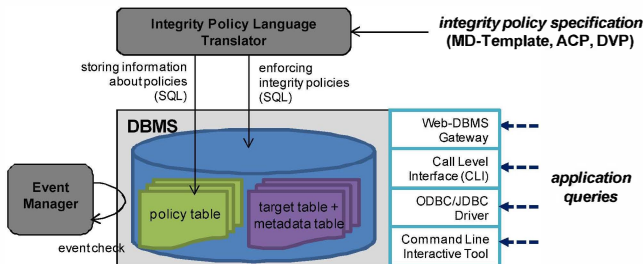 Integrity Policy Language
Translator
integrity policy specification
(MD-Template, ACP, DVP)
storing information
about policies
(SQL)
enforcing
integrity policies
(SQL)
DBMS
Web-DBMS
Gateway
Call Level
Interface (CLI)
ODBC/JDBC
Driver
Command Line
Interactive Tool
application
queries
Event
Manager
event check
policy table
target table +
metadata table